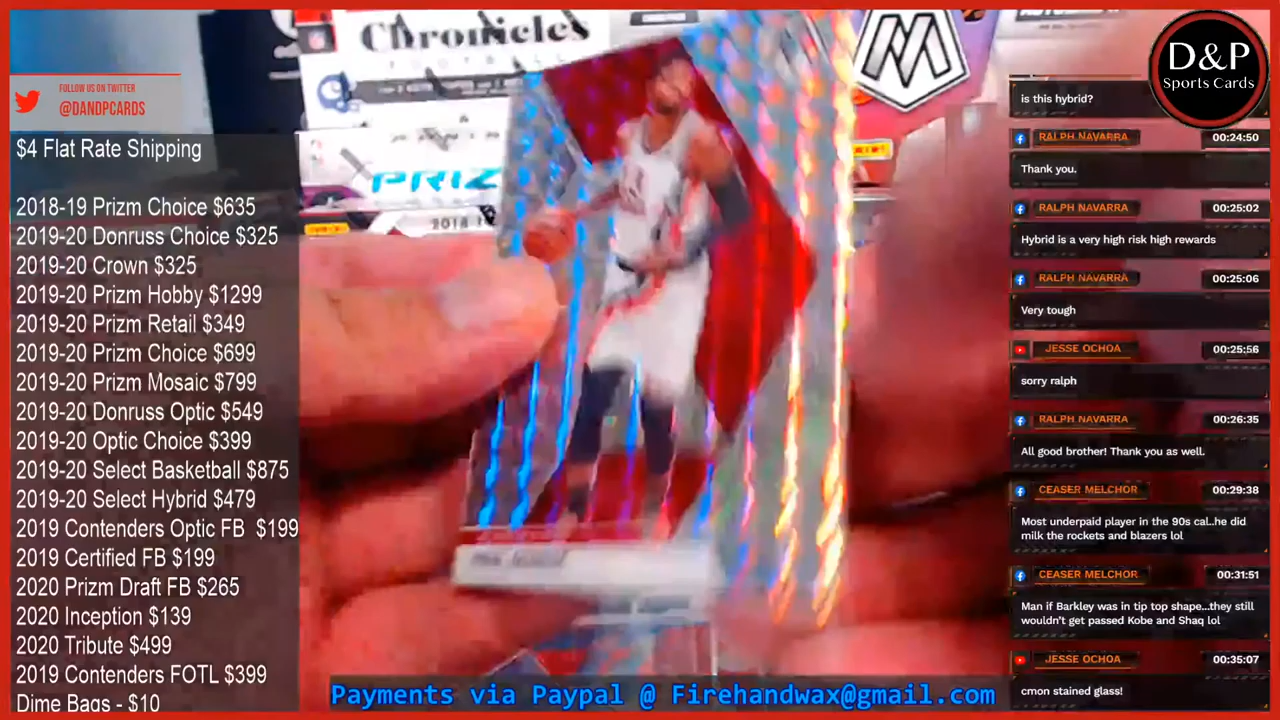 FOLLOW US ON TWITTER
@DANDPCARDS
$4 Flat Rate Shipping
2018-19 Prizm Choice $635
2019-20 Donruss Choice $325
2019-20 Crown $325
2019-20 Prizm Hobby $1299
2019-20 Prizm Retail $349
2019-20 Prizm Choice $699
2019-20 Prizm Mosaic $799
2019-20 Donruss Optic $549
2019-20 Optic Choice $399
2019-20 Select Basketball $875
2019-20 Select Hybrid $479
2019 Contenders Optic FB $199
2019 Certified FB $199
2020 Prizm Draft FB $265
2020 Inception $139
2020 Tribute $499
2019 Contenders FOTL $399
Dime Bags - $10
Chronicles
FOOTBALL
PRIZ
2018
Payments via Paypal @ Firehandwax@gmail.com
D&P
Sports Cards
is this hybrid?
RALPH NAVARRA 00:24:50
Thank you.
RALPH NAVARRA 00:25:02
Hybrid is a very high risk high rewards
RALPH NAVARRA 00:25:06
Very tough
JESSE OCHOA 00:25:56
sorry ralph
RALPH NAVARRA 00:26:35
All good brother! Thank you as well.
CEASER MELCHOR 00:29:38
Most underpaid player in the 90s cal..he did
milk the rockets and blazers lol
CEASER MELCHOR 00:31:51
Man if Barkley was in tip top shape...they still
wouldn't get passed Kobe and Shaq lol
JESSE OCHOA 00:35:07
cmon stained glass!